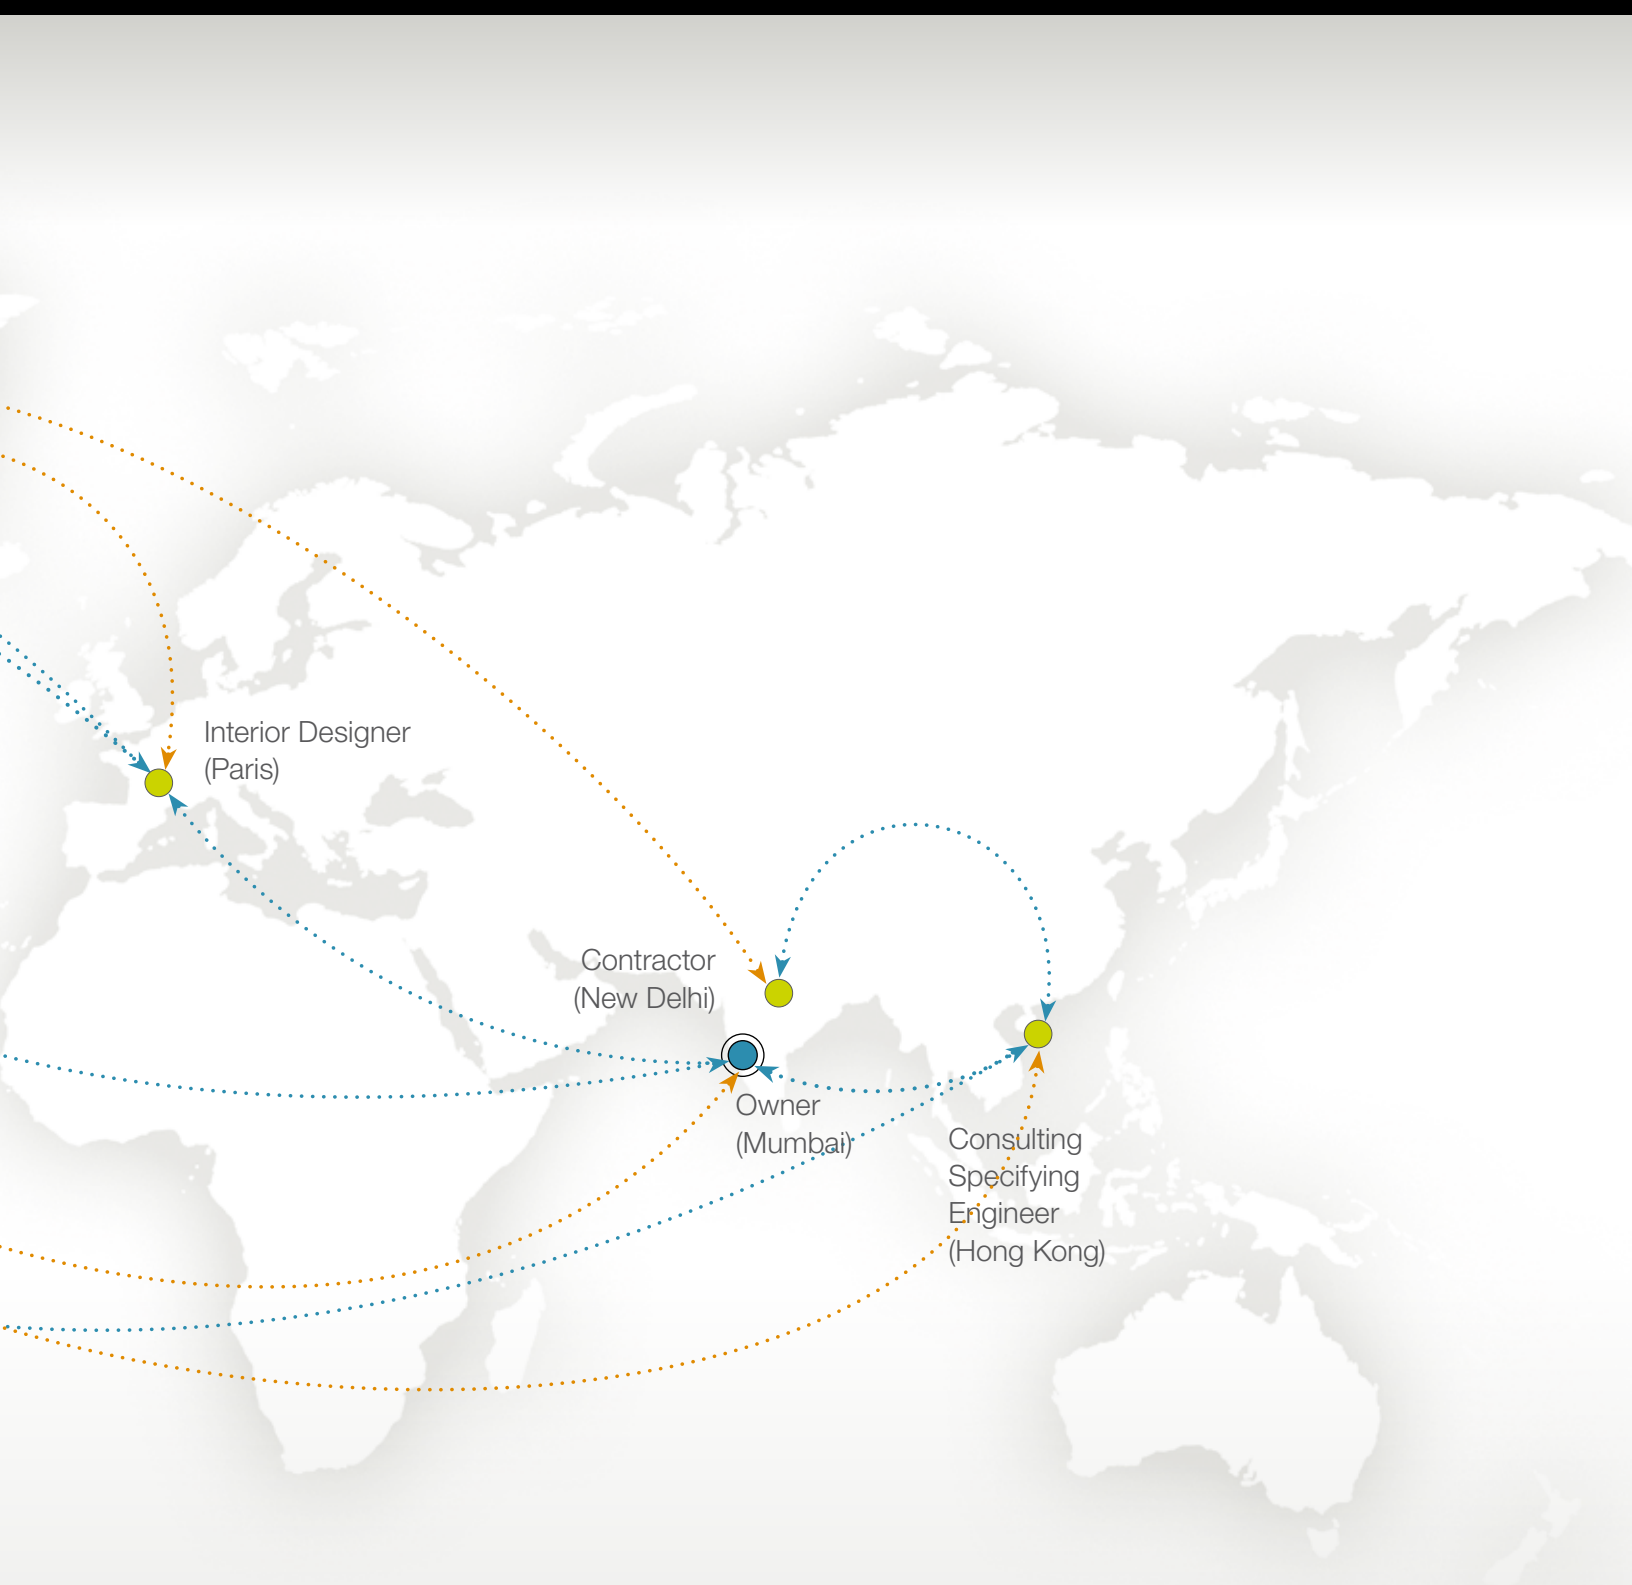 Interior Designer
(Paris)
Contractor
(New Delhi)
Owner
(Mumbai)
Consulting
Specifying
Engineer
(Hong Kong)